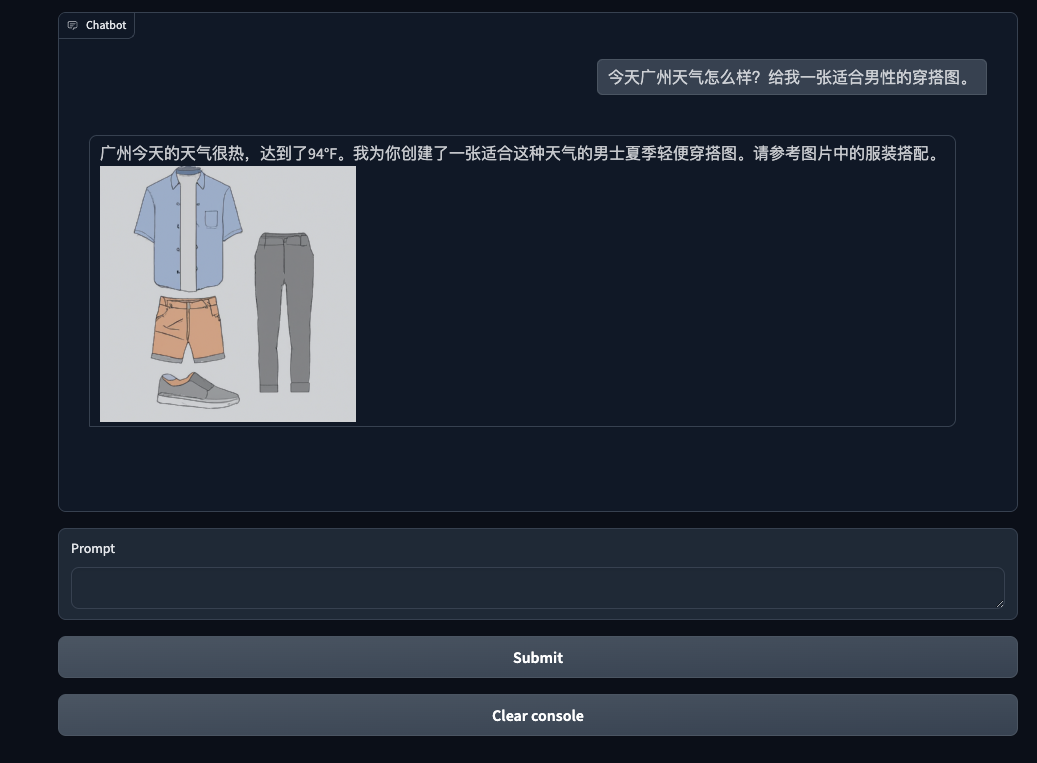 Chatbot
今天广州天气怎么样？给我一张适合男性的穿搭图。
广州今天的天气很热，达到了94°F。我为你创建了一张适合这种天气的男士夏季轻便穿搭图。请参考图片中的服装搭配。
Prompt
Submit
Clear console